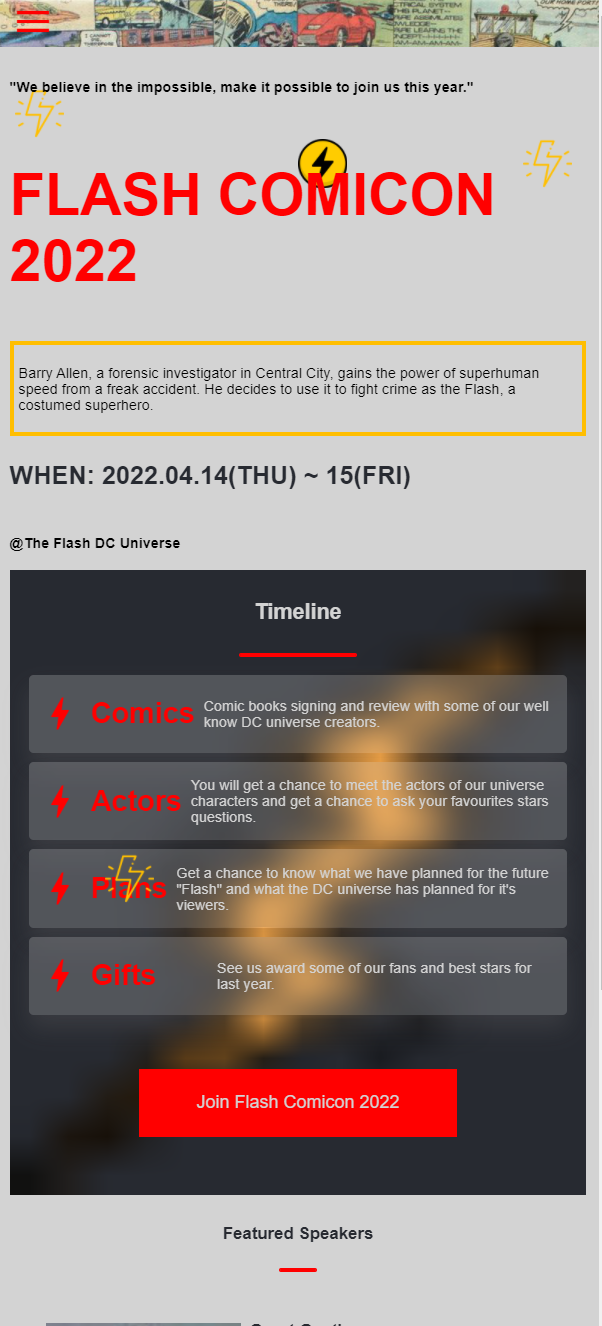 "We believe in the impossible, make it possible to join us this year."
FLASH COMICON
2022
Barry Allen, a forensic investigator in Central City, gains the power of superhuman
speed from a freak accident. He decides to use it to fight crime as the Flash, a
costumed superhero.
WHEN: 2022.04.14(THU) ~ 15(FRI)
@The Flash DC Universe
Timeline
Comics
Comic books signing and review with some of our well
know DC universe creators.
Actors
You will get a chance to meet the actors of our universe
characters and get a chance to ask your favourites stars
questions.
Plans
Get a chance to know what we have planned for the future
"Flash" and what the DC universe has planned for it's
viewers.
Gifts
See us award some of our fans and best stars for
last year.
Join Flash Comicon 2022
Featured Speakers